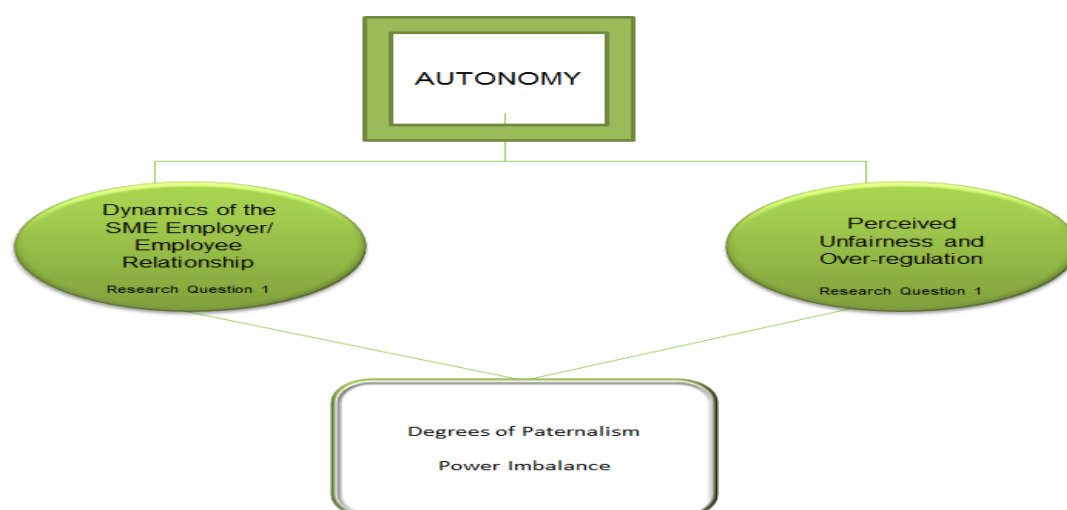 AUTONOMY
Dynamics of the
SME Employer/
Employee
Relationship
Research Question 1
Perceived
Unfairness and
Over-regulation
Research Question 1
Degrees of Paternalism
Power Imbalance